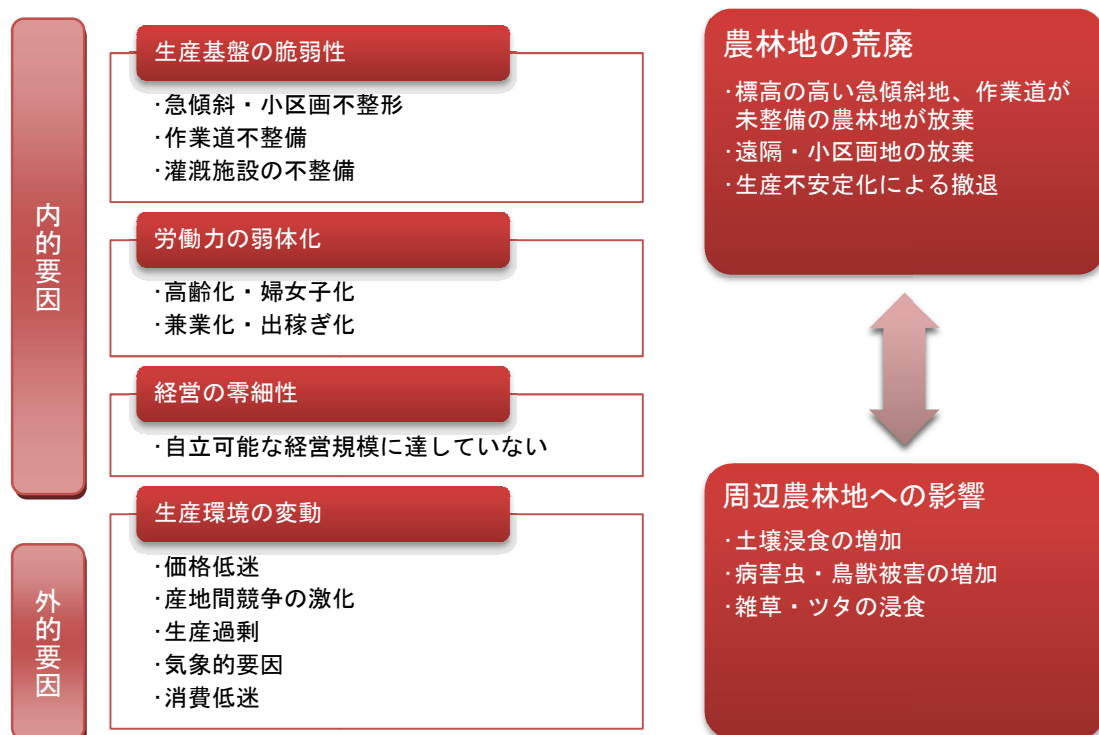 内的要因
生産基盤の脆弱性
・急傾斜・小区画不整形
・作業道不整備
・灌漑施設の不整備
労働力の弱体化
・高齢化・婦女子化
・兼業化・出稼ぎ化
経営の零細性
・自立可能な経営規模に達していない
外的要因
生産環境の変動
・価格低迷
・産地間競争の激化
・生産過剰
・気象的要因
・消費低迷
農林地の荒廃
・標高の高い急傾斜地、作業道が
未整備の農林地が放棄
・遠隔・小区画地の放棄
・生産不安定化による撤退
周辺農林地への影響
・土壌浸食の増加
・病害虫・鳥獣被害の増加
・雑草・ツタの浸食